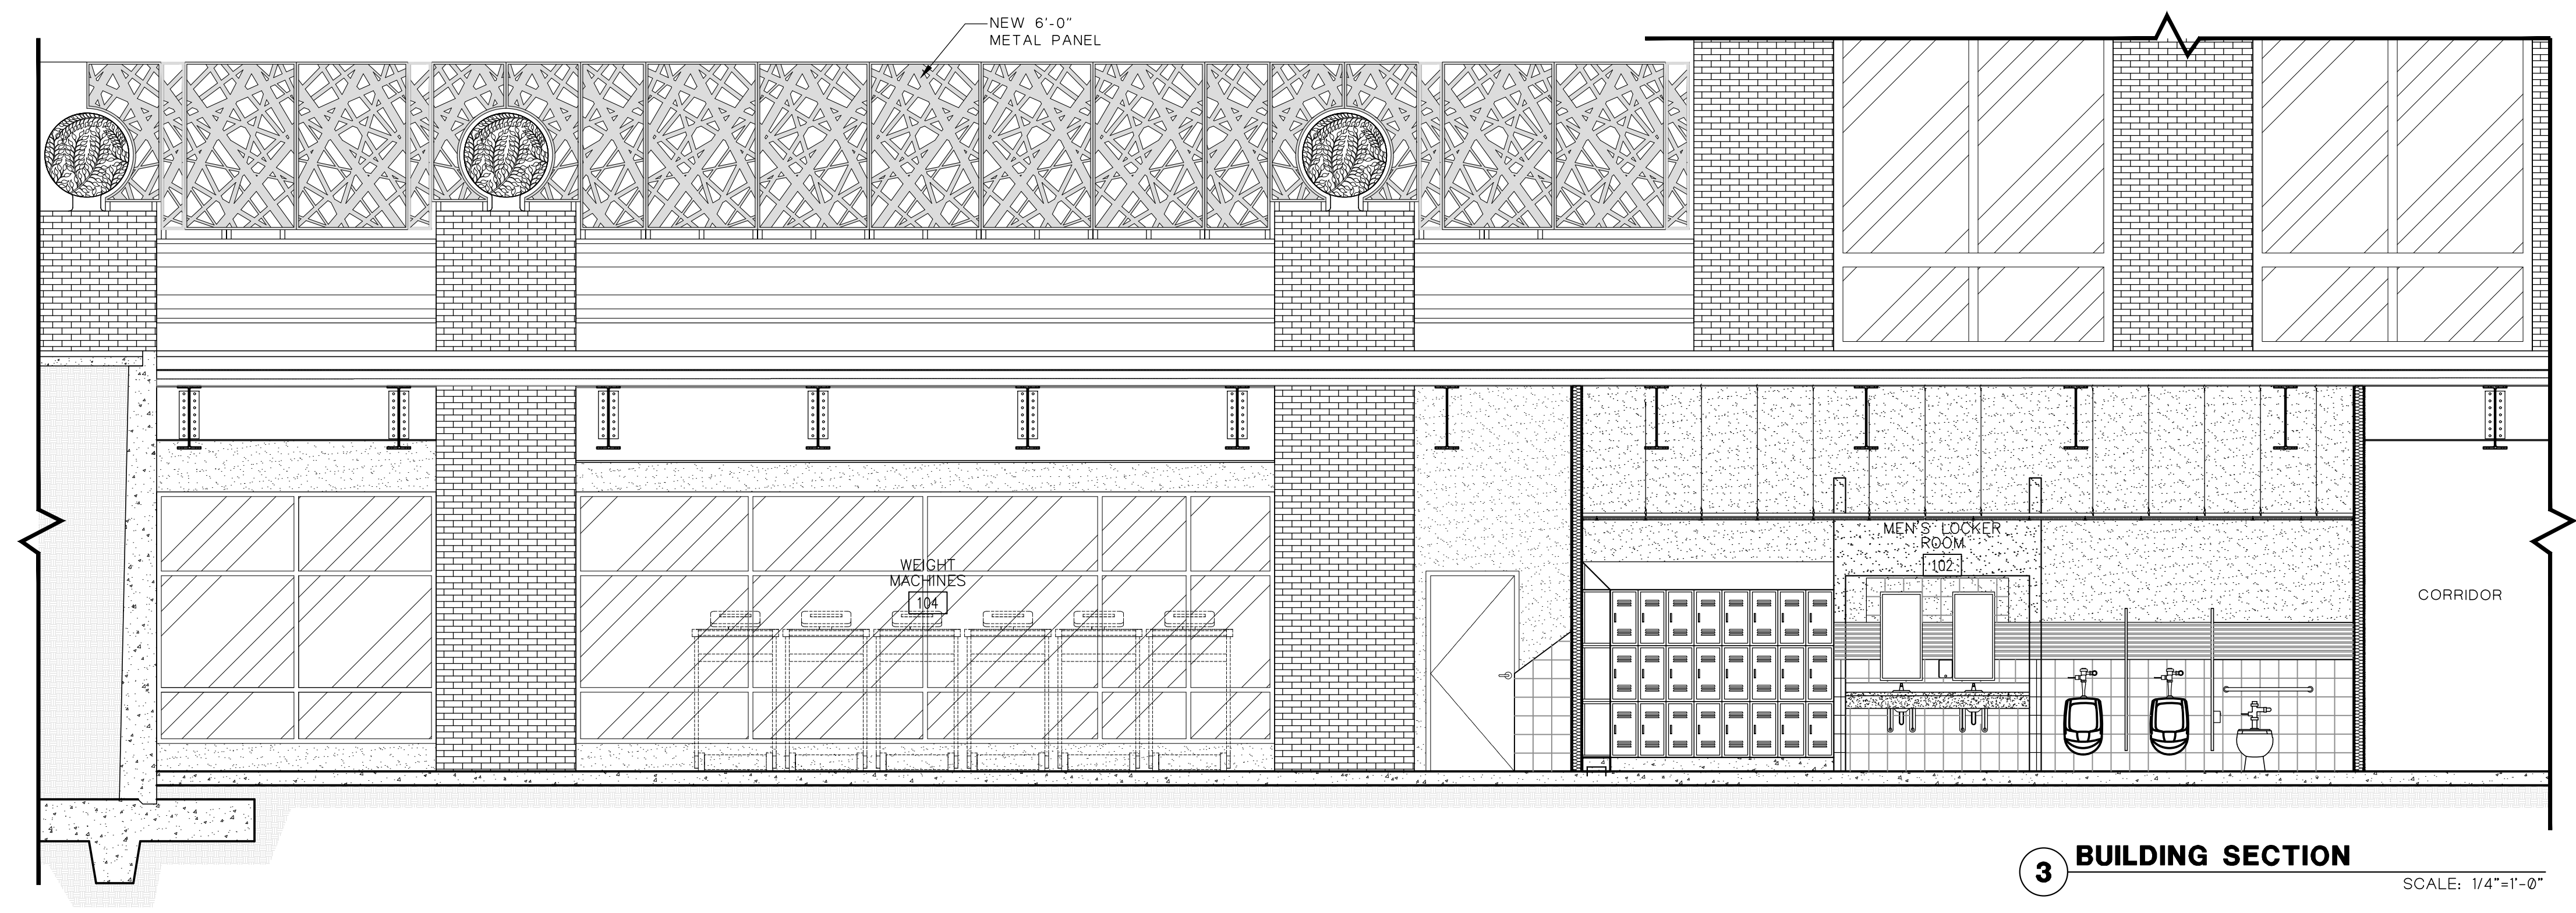 NEW 6'-0"
METAL PANEL
WEIGHT
MACHINES
104
MEN'S LOCKER
ROOM
102
CORRIDOR
3
BUILDING SECTION
SCALE: 1/4"=1'-0"